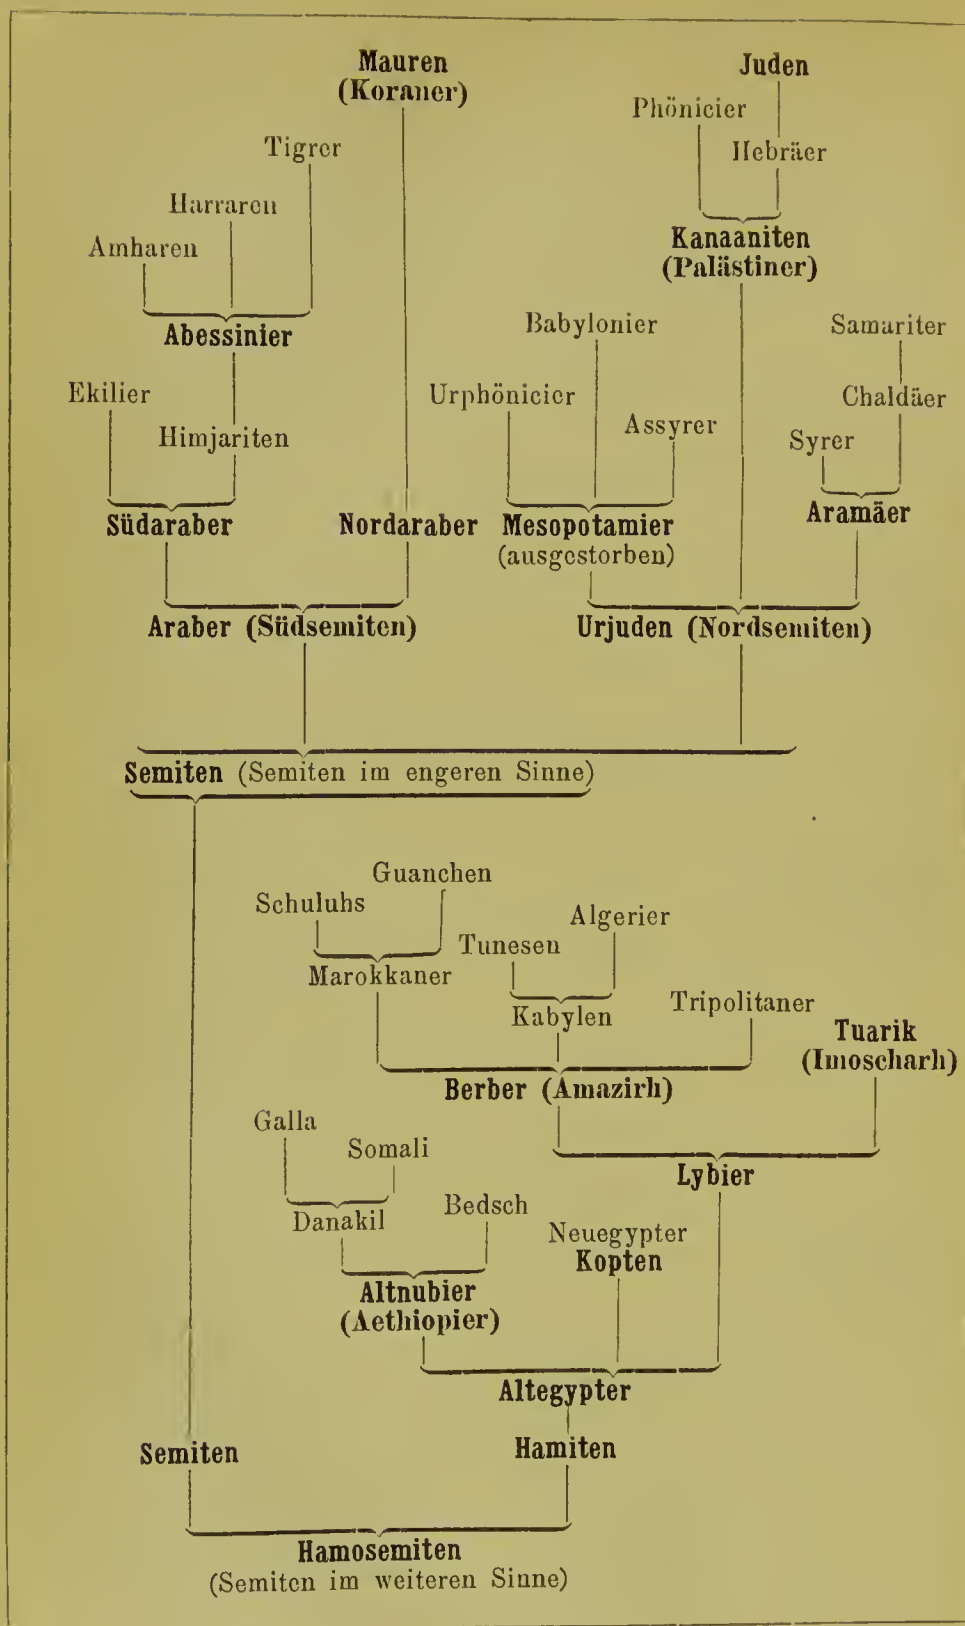 Mauren
(Koraner)
Juden
Phönicier
Tigrer
Hebräer
Harraren
Kanaaniten
(Palästiner)
Amharen
Abessinier
Babylonier
Samariter
Ekilier
Urphönicier
Chaldäer
Himjariten
Assyrer
Syrer
Südaraber
Nordaraber
Mesopotamier
(ausgestorben)
Aramäer
Araber (Südsemiten)
Urjuden (Nordsemiten)
Semiten (Semiten im engeren Sinne)
Guanchen
Schuluhs
Algerier
Tunesen
Marokkaner
Kabylen
Tripolitaner
Tuarik
(Imoscharh)
Berber (Amazirh)
Galla
Somali
Lybier
Danakil
Bedsch
Neuegypter
Kopten
Altnubier
(Aethiopier)
Altegypter
Semiten
Hamiten
Hamosemiten
(Semiten im weiteren Sinne)